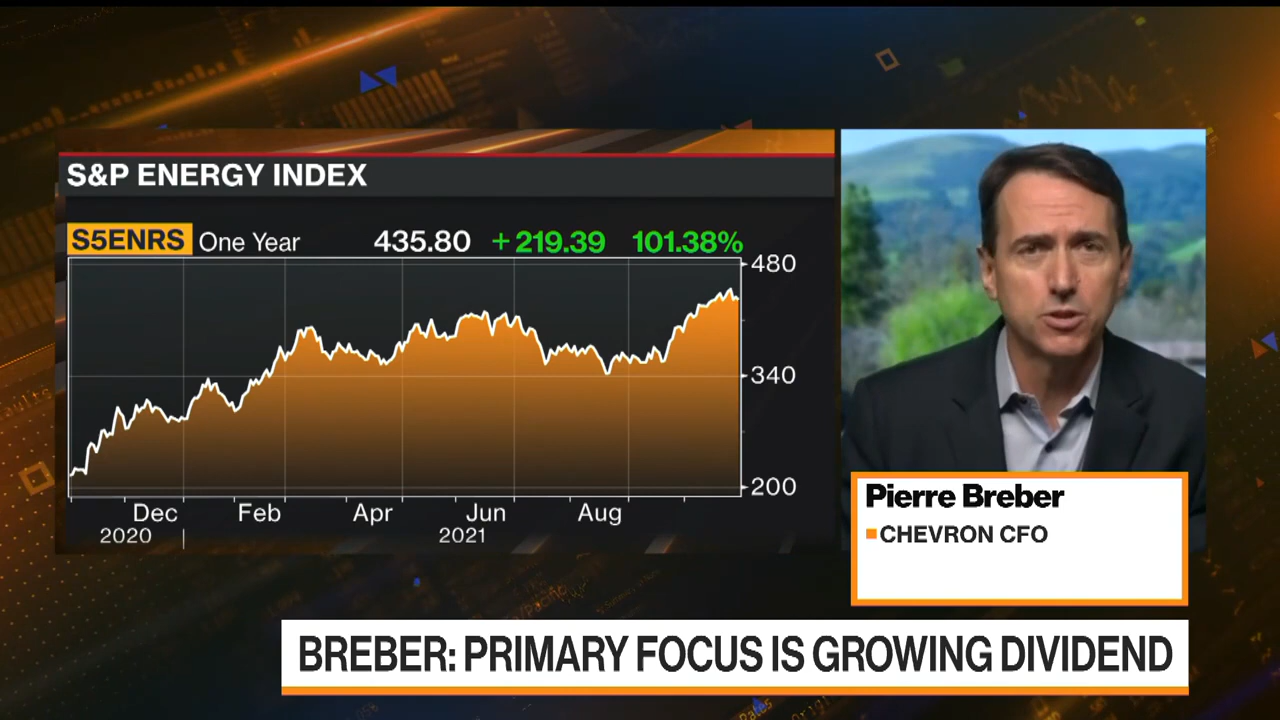 S&P ENERGY INDEX
S5ENRS One Year 435.80 +219.39 101.38%
480
340
200
Dec Feb Apr Jun Aug
2020 2021
Pierre Breber
CHEVRON CFO
BREBER: PRIMARY FOCUS IS GROWING DIVIDEND